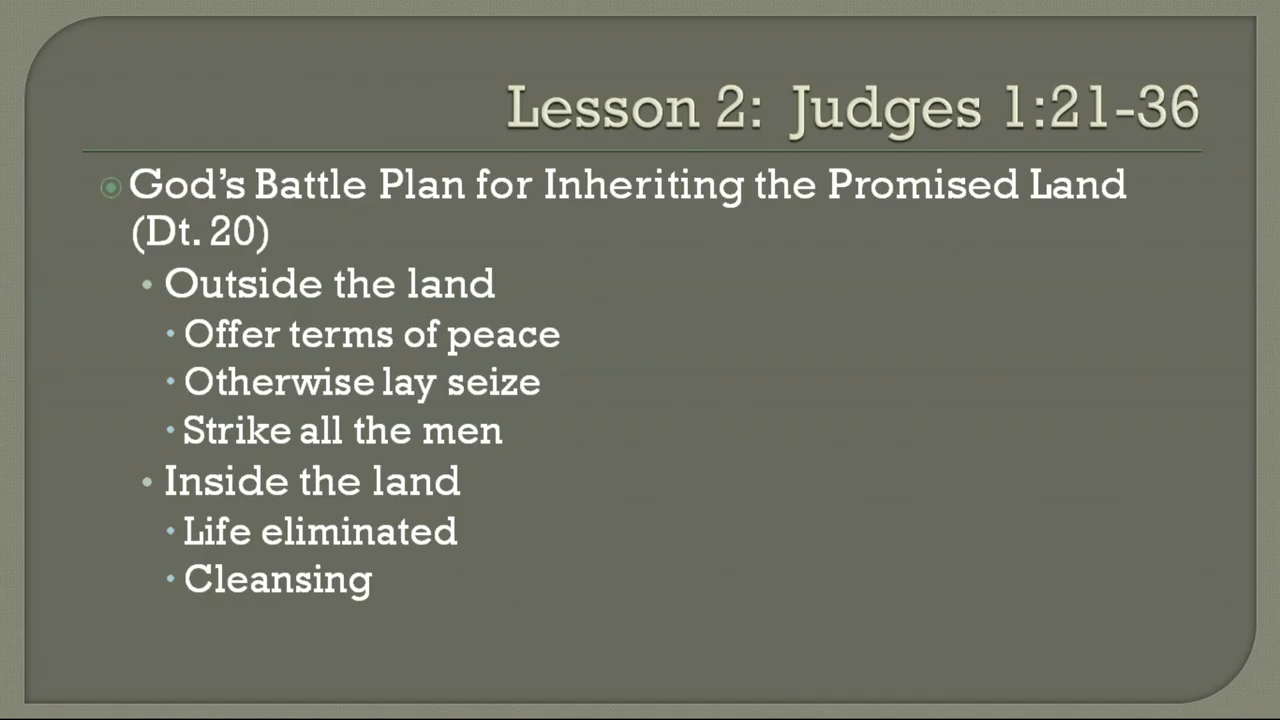 Lesson 2: Judges 1:21-36
God's Battle Plan for Inheriting the Promised Land
(Dt. 20)
Outside the land
Offer terms of peace
Otherwise lay seize
Strike all the men
Inside the land
Life eliminated
Cleansing